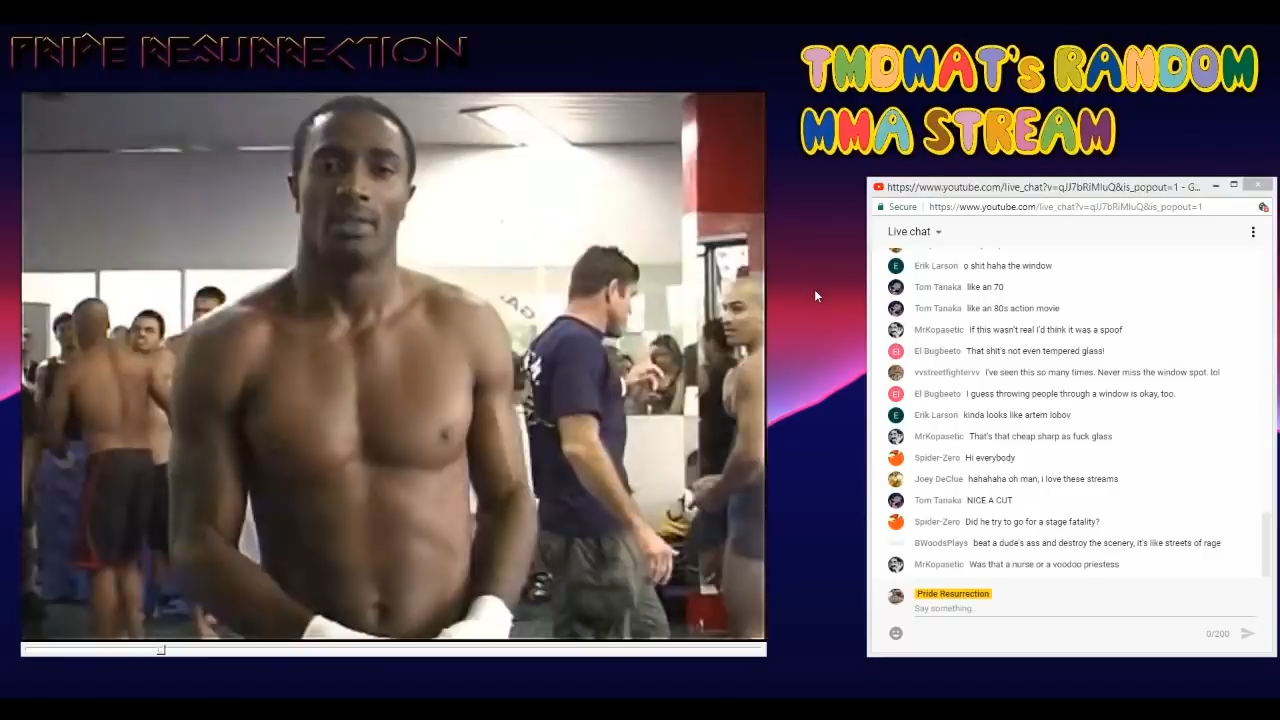 PRIDE RESURRECTION
TMDMAT's RANDOM
MMA STREAM
https://www.youtube.com/live_chat?v=qJJ7bRiMluQ&is_popout=1 - G...
Secure https://www.youtube.com/live_chat?v=qJJ7bRiMluQ&is_popout=1
Live chat
E Erik Larson o shit haha the window
Tom Tanaka like an 70
Tom Tanaka like an 80s action movie
MrKopasetic If this wasn't real I'd think it was a spoof
El El Bugbeeto That shit's not even tempered glass!
vvstreetfightervv I've seen this so many times. Never miss the window spot. lol
El El Bugbeeto I guess throwing people through a window is okay, too.
E Erik Larson kinda looks like artem lobov
MrKopasetic That's that cheap sharp as fuck glass
Spider-Zero Hi everybody
Joey DeClue hahahaha oh man, i love these streams
Tom Tanaka NICE A CUT
Spider-Zero Did he try to go for a stage fatality?
BWoodsPlays beat a dude's ass and destroy the scenery, it's like streets of rage
MrKopasetic Was that a nurse or a voodoo priestess
Pride Resurrection
Say something...
0/200